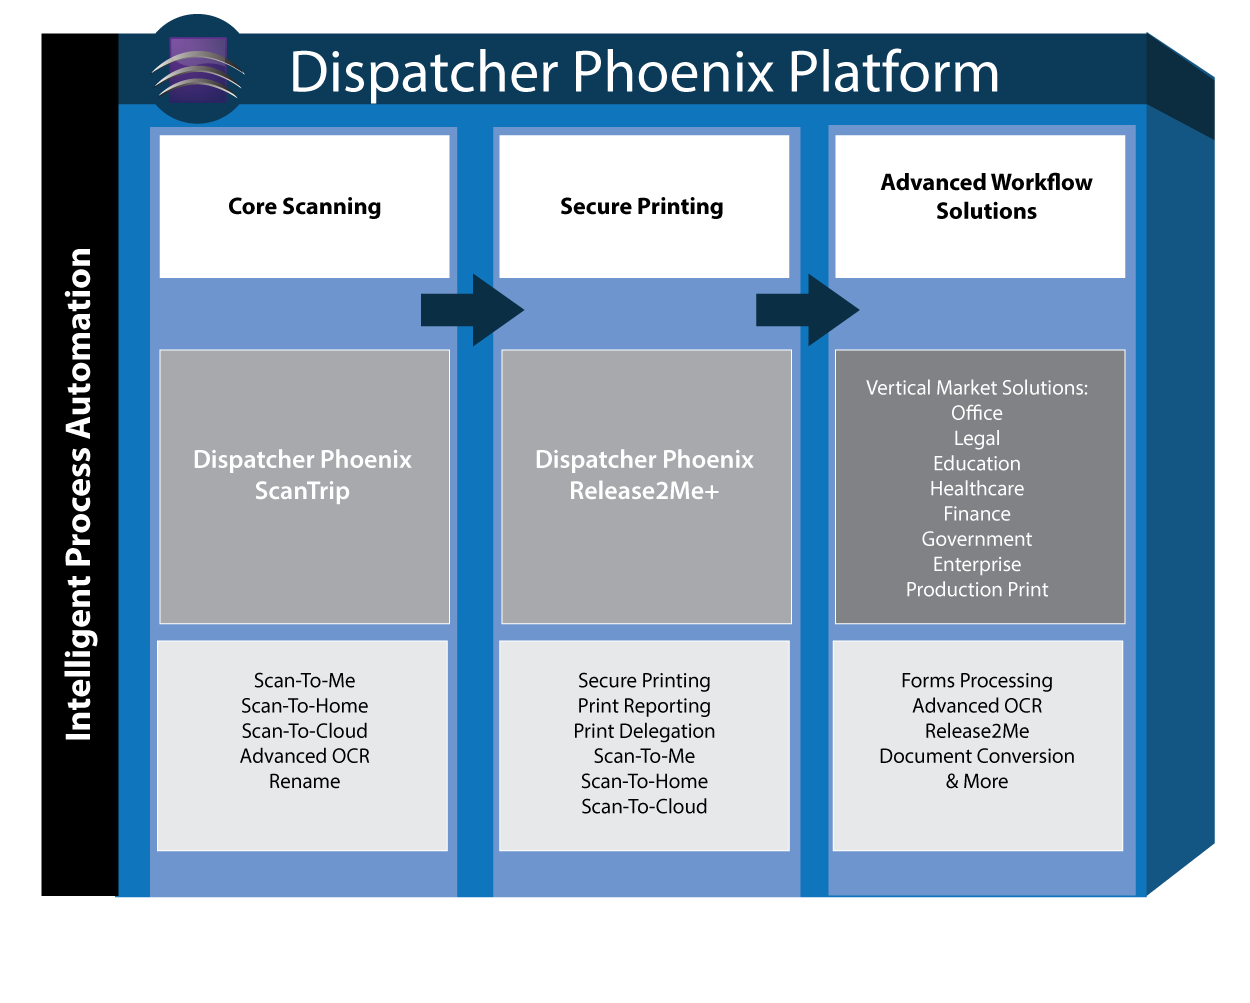 Dispatcher Phoenix Platform
Intelligent Process Automation
Core Scanning
Dispatcher Phoenix
ScanTrip
Scan-To-Me
Scan-To-Home
Scan-To-Cloud
Advanced OCR
Rename
Secure Printing
Dispatcher Phoenix
Release2Me+
Secure Printing
Print Reporting
Print Delegation
Scan-To-Me
Scan-To-Home
Scan-To-Cloud
Advanced Workflow
Solutions
Vertical Market Solutions:
Office
Legal
Education
Healthcare
Finance
Government
Enterprise
Production Print
Forms Processing
Advanced OCR
Release2Me
Document Conversion
& More